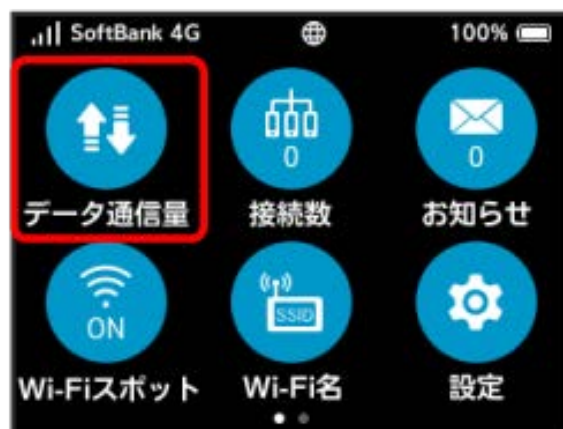 SoftBank 4G 100%
0 0
データ通信量 接続数 お知らせ
ON SSID
Wi-Fiスポット Wi-Fi名 設定